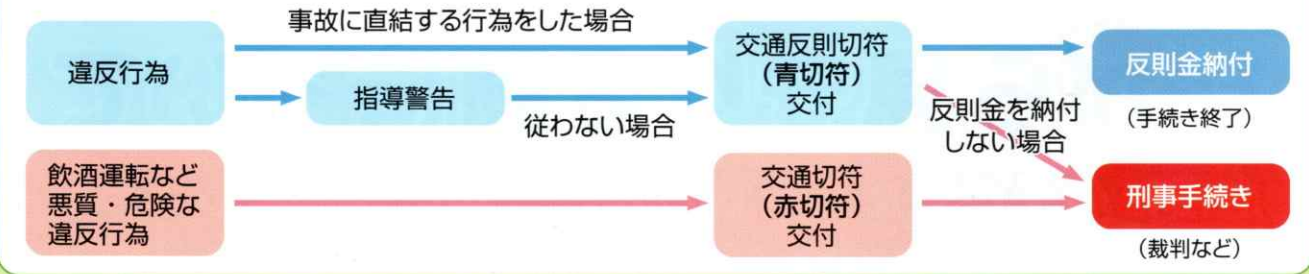 事故に直結する行為をした場合
違反行為
指導警告
従わない場合
交通反則切符
（青切符）
交付
反則金納付
（手続き終了）
反則金を納付
しない場合
飲酒運転など
悪質・危険な
違反行為
交通切符
（赤切符）
交付
刑事手続き
（裁判など）